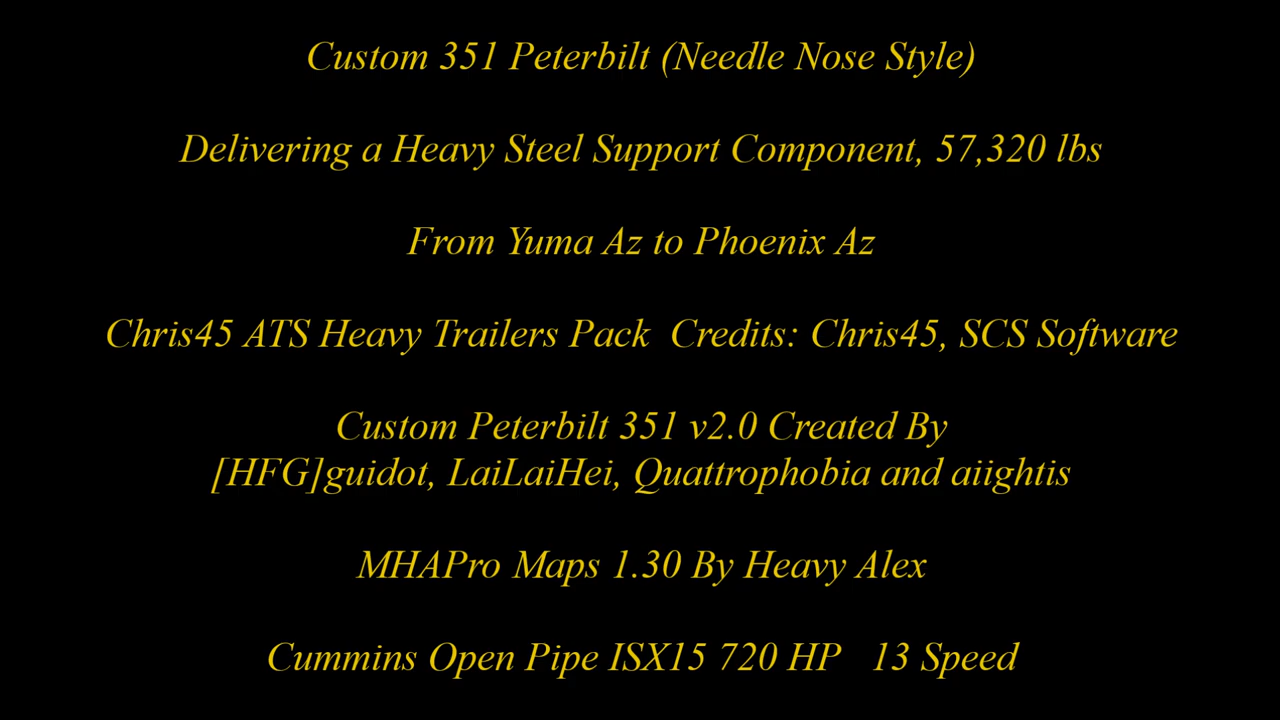 Custom 351 Peterbilt (Needle Nose Style)
Delivering a Heavy Steel Support Component, 57,320 lbs
From Yuma Az to Phoenix Az
Chris45 ATS Heavy Trailers Pack  Credits: Chris45, SCS Software
Custom Peterbilt 351 v2.0 Created By
[HFG]guidot, LaiLaiHei, Quattrophobia and aiightis
MHAPro Maps 1.30 By Heavy Alex
Cummins Open Pipe ISX15 720 HP   13 Speed